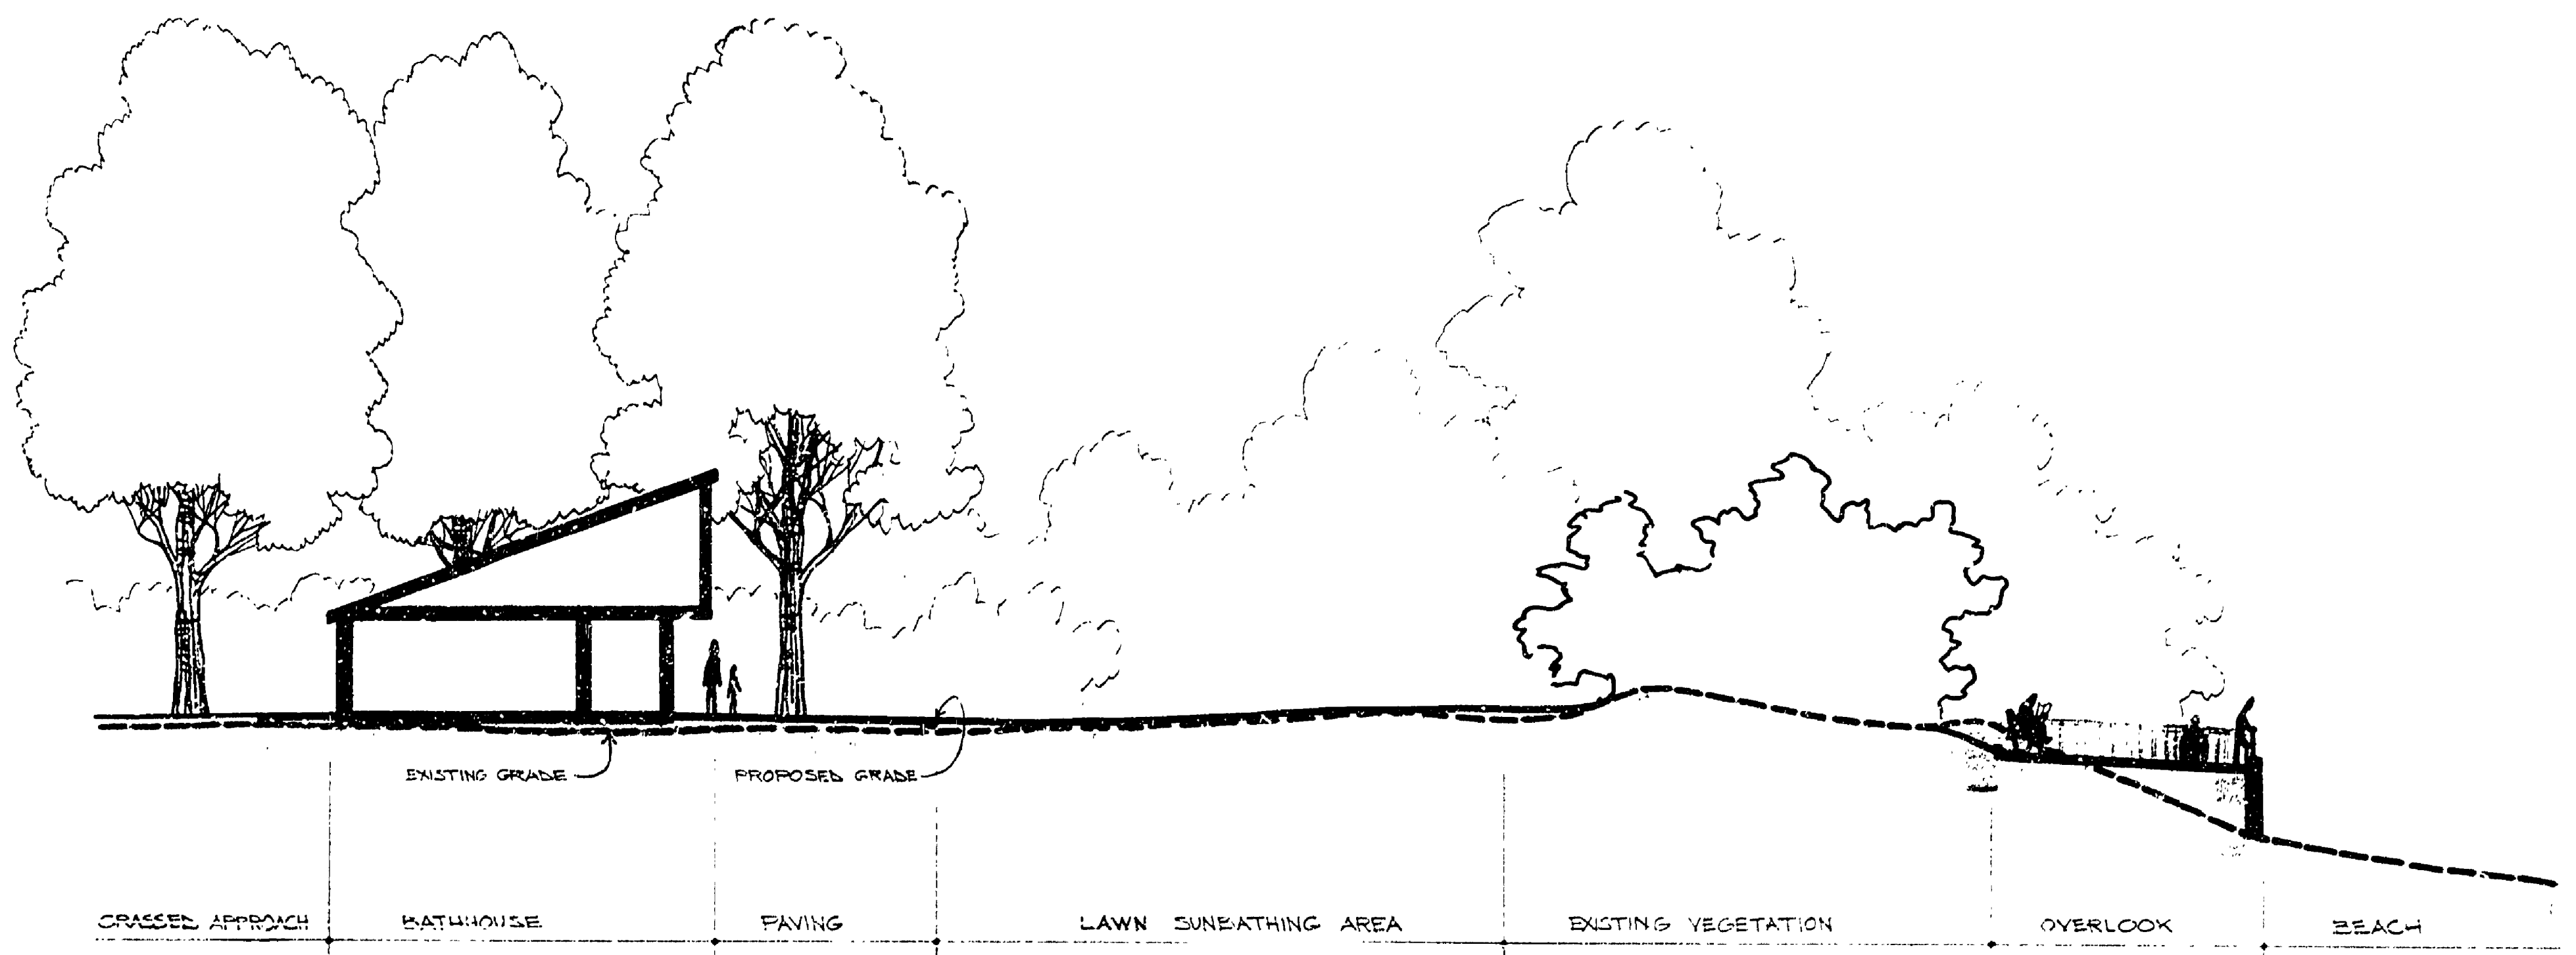 EXISTING GRADE
PROPOSED GRADE
GRASSED APPROACH
BATHHOUSE
PAVING
LAWN SUNBATHING AREA
EXISTING VEGETATION
OVERLOOK
BEACH